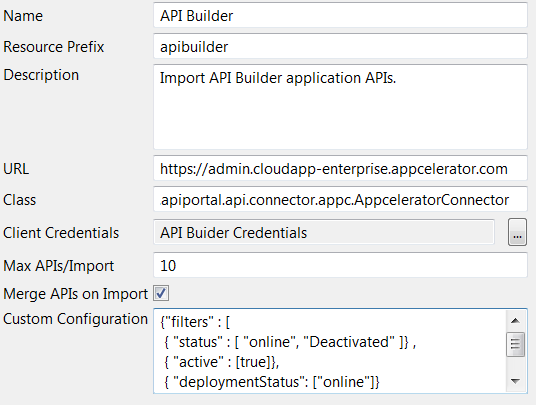 Name API Builder
Resource Prefix apibuilder
Description Import API Builder application APIs.
URL https://admin.cloudapp-enterprise.appcelerator.com
Class apiportal.api.connector.appc.AppceleratorConnector
Client Credentials API Buider Credentials ...
Max APIs/Import 10
Merge APIs on Import
Custom Configuration {"filters" : [
{ "status" : [ "online", "Deactivated" ]} ,
{ "active" : [true]},
{ "deploymentStatus": ["online"]}